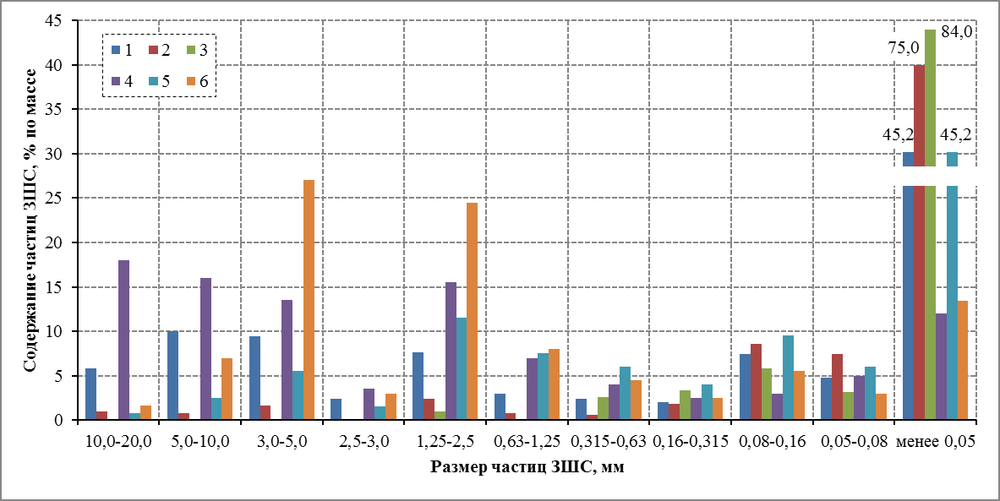 Содержание частиц ЗШС, % по массе
45
40
35
30
25
20
15
10
5
0
1 2 3
4 5 6
45,2
75,0
84,0
45,2
10,0-20,0 5,0-10,0 3,0-5,0 2,5-3,0 1,25-2,5 0,63-1,25 0,315-0,63 0,16-0,315 0,08-0,16 0,05-0,08 менее 0,05
Размер частиц ЗШС, мм